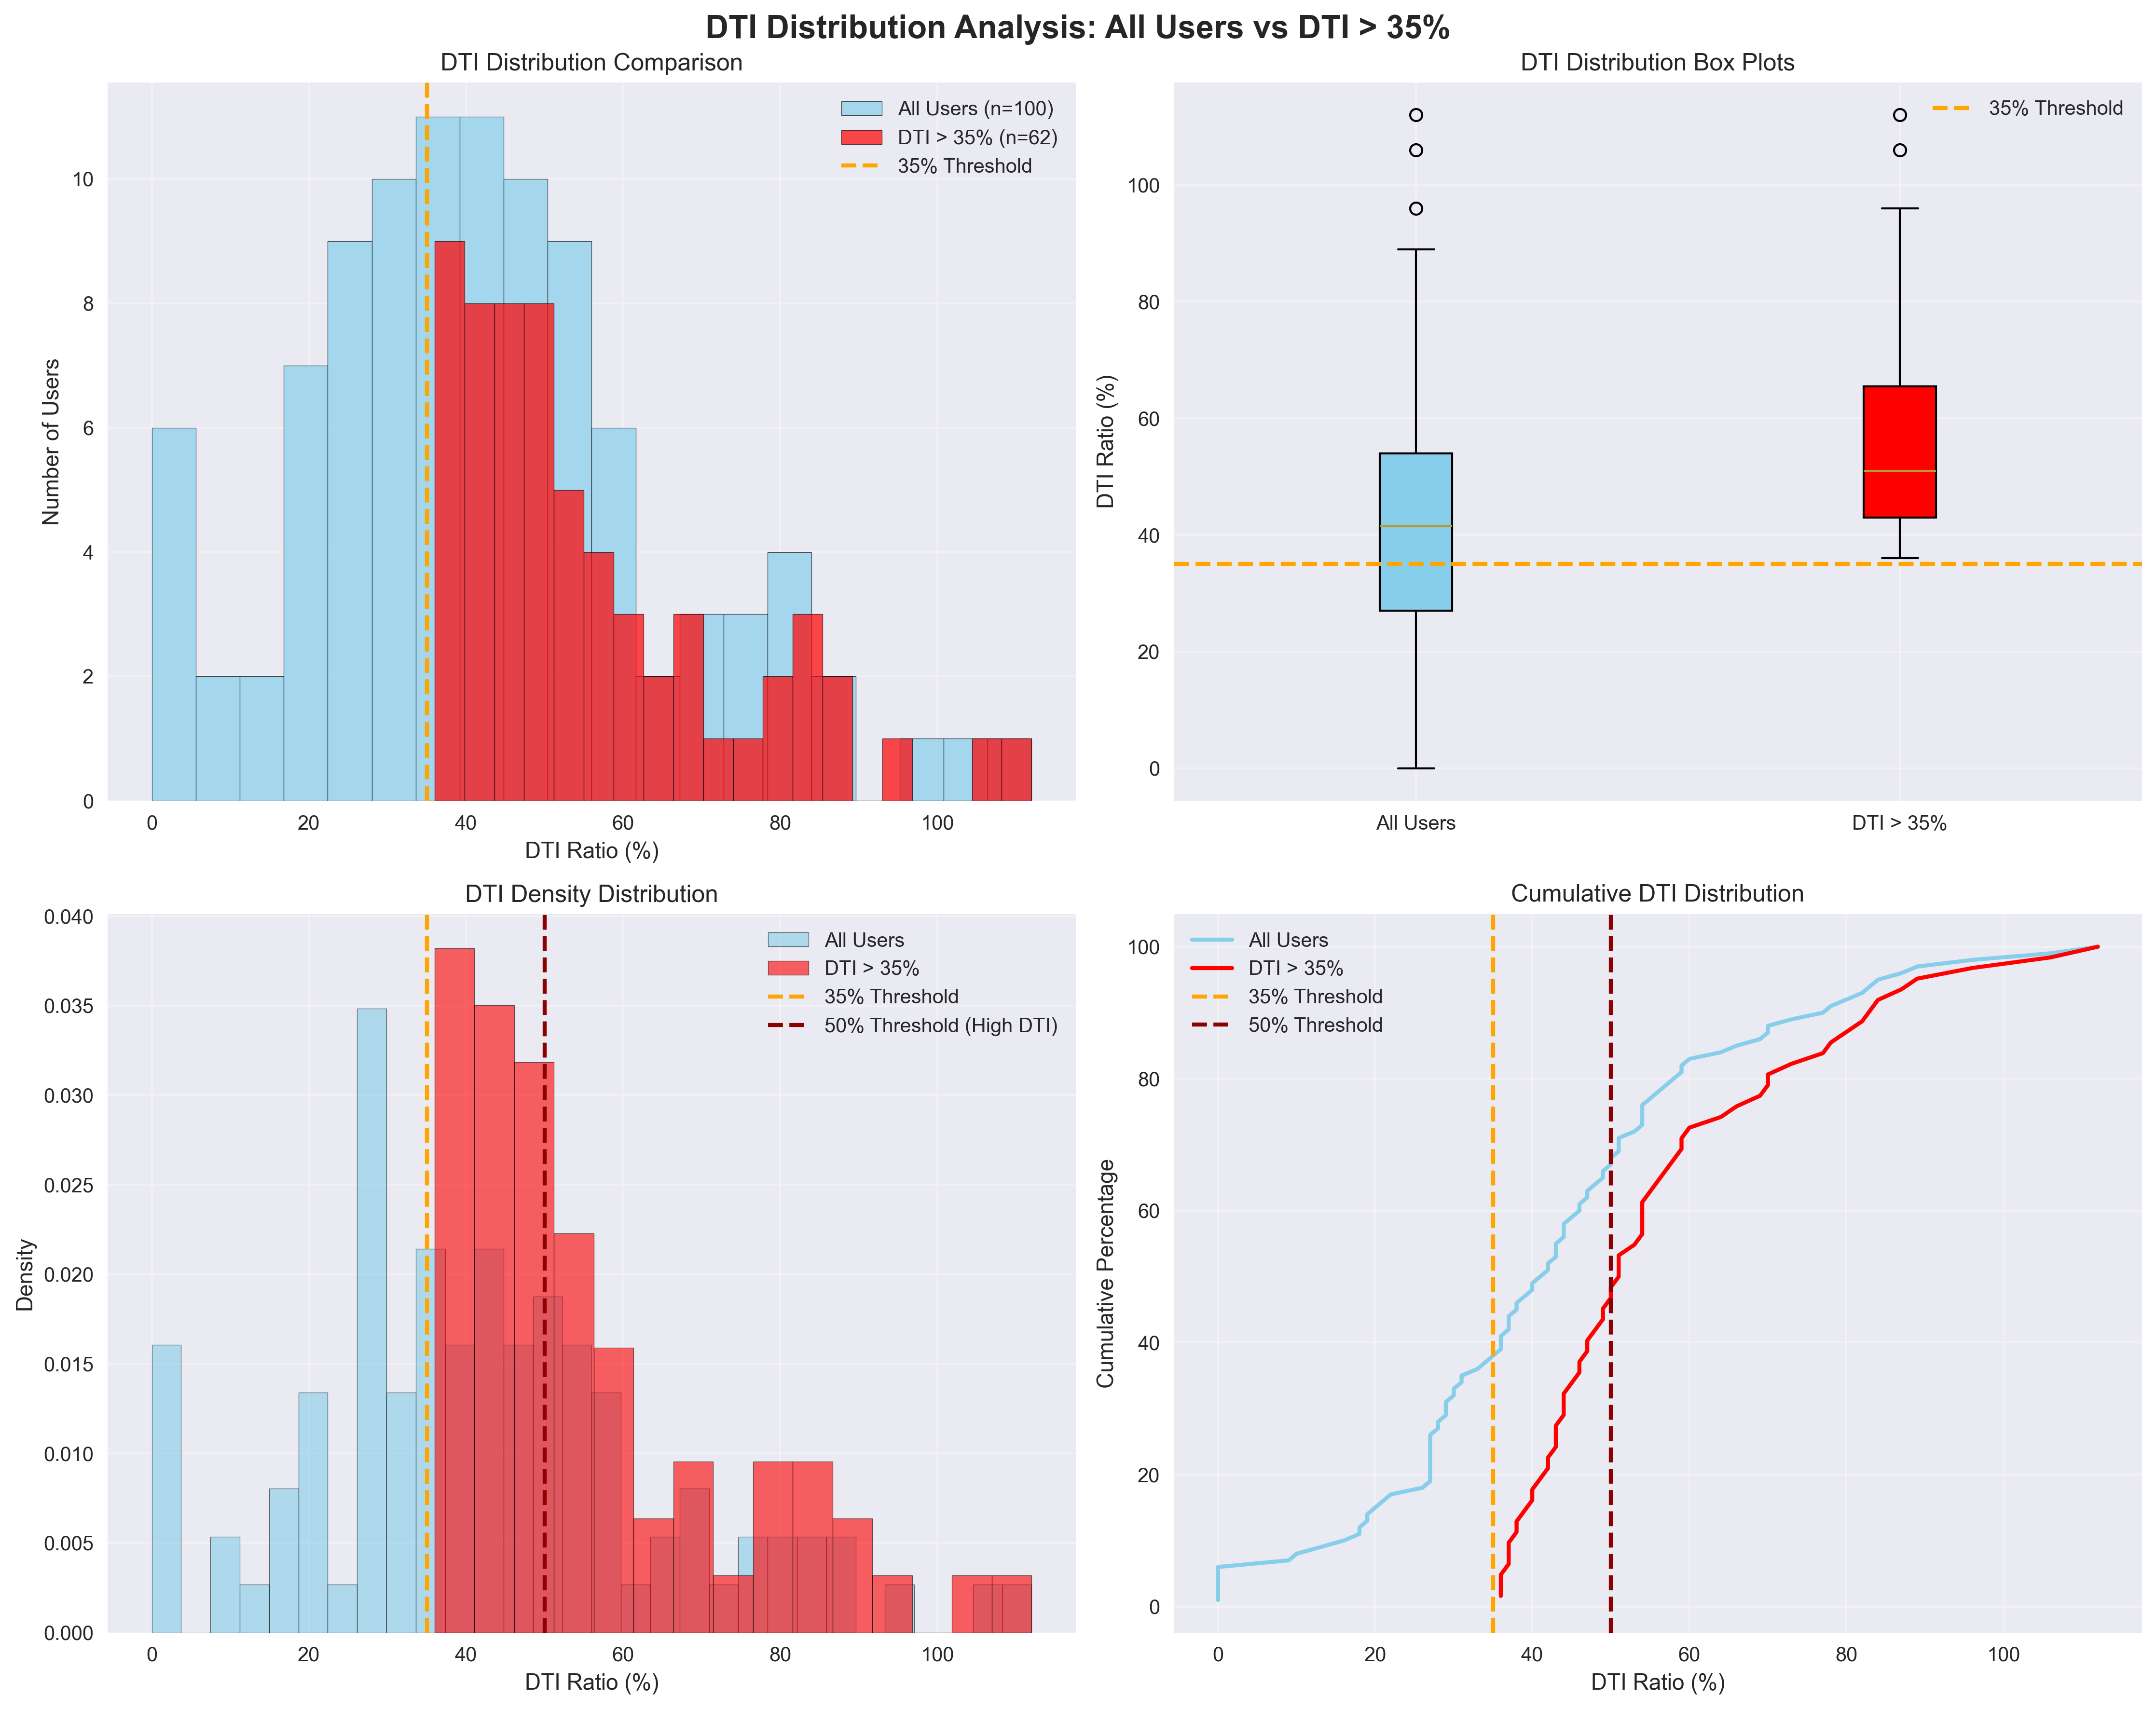 DTI Distribution Analysis: All Users vs DTI > 35%
DTI Distribution Comparison
All Users (n=100)
DTI > 35% (n=62)
35% Threshold
Number of Users
10
8
6
4
2
0
0 20 40 60 80 100
DTI Ratio (%)
DTI Distribution Box Plots
35% Threshold
DTI Ratio (%)
100
80
60
40
20
0
All Users DTI > 35%
DTI Density Distribution
All Users
DTI > 35%
35% Threshold
50% Threshold (High DTI)
Density
0.040
0.035
0.030
0.025
0.020
0.015
0.010
0.005
0.000
0 20 40 60 80 100
DTI Ratio (%)
Cumulative DTI Distribution
All Users
DTI > 35%
35% Threshold
50% Threshold
Cumulative Percentage
100
80
60
40
20
0
0 20 40 60 80 100
DTI Ratio (%)